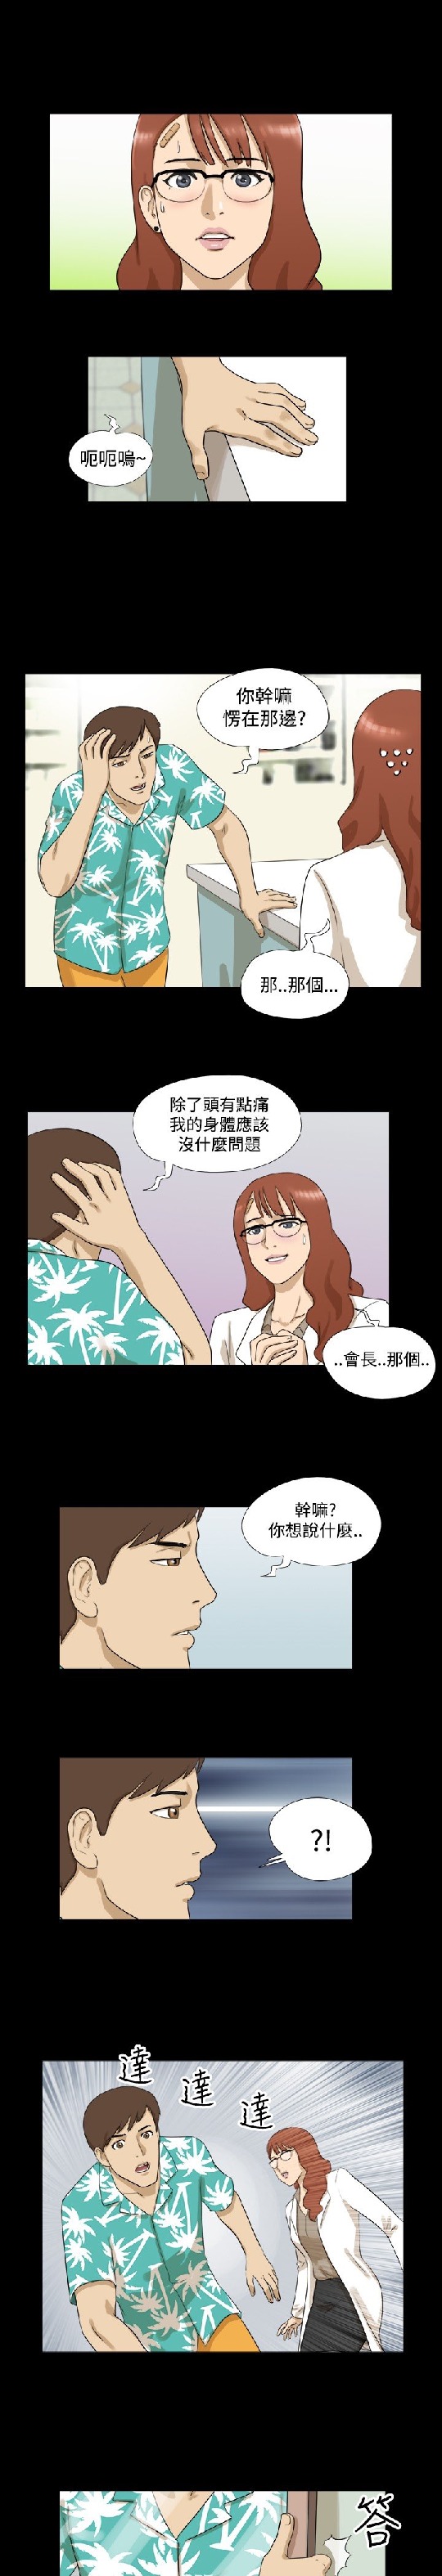 呃呃嗚~
你幹嘛
愣在那邊?
那..那個...
除了頭有點痛
我的身體應該
沒什麼問題
..會長..那個..
幹嘛?
你想說什麼..
?!
達
達
達
答